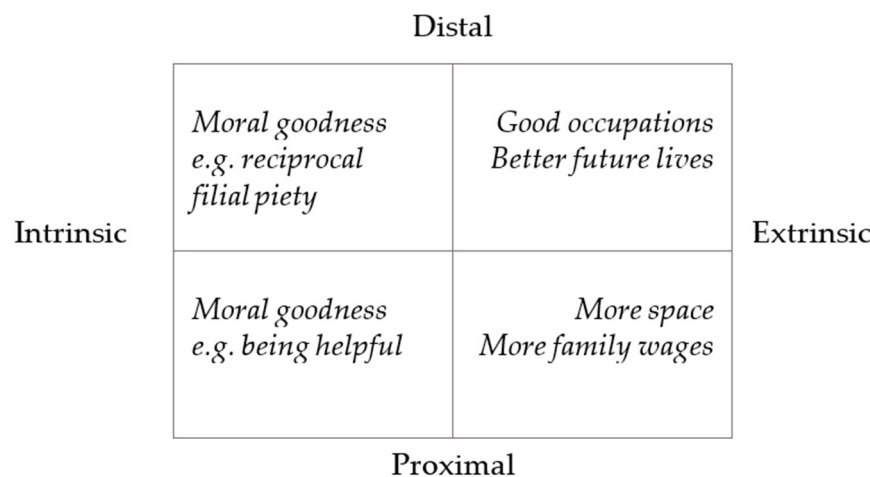 Distal
Moral goodness
e.g. reciprocal
filial piety
Good occupations
Better future lives
Intrinsic
Extrinsic
Moral goodness
e.g. being helpful
More space
More family wages
Proximal